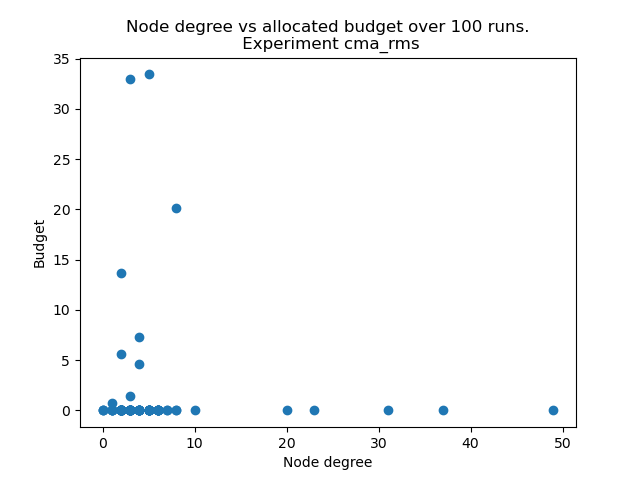 Node degree vs allocated budget over 100 runs.
Experiment cma_rms
35
30
25
20
15
10
5
0
Budget
0 10 20 30 40 50
Node degree